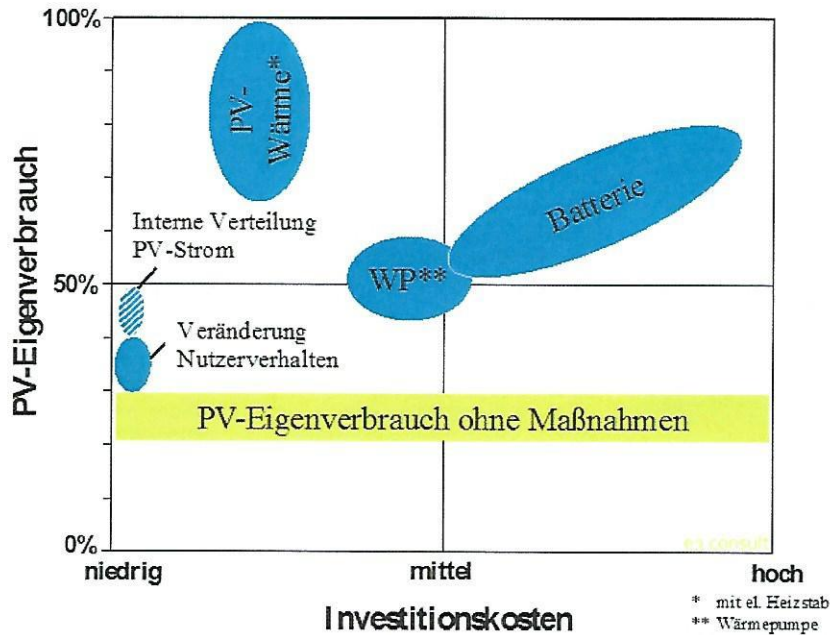 100%
PV-
Wärme*
Interne Verteilung
PV-Strom
Batterie
WP**
50%
Veränderung
Nutzerverhalten
PV-Eigenverbrauch
PV-Eigenverbrauch ohne Maßnahmen
0%
niedrig
mittel
hoch
Investitionskosten
* mit el. Heizstab
** Wärmepumpe